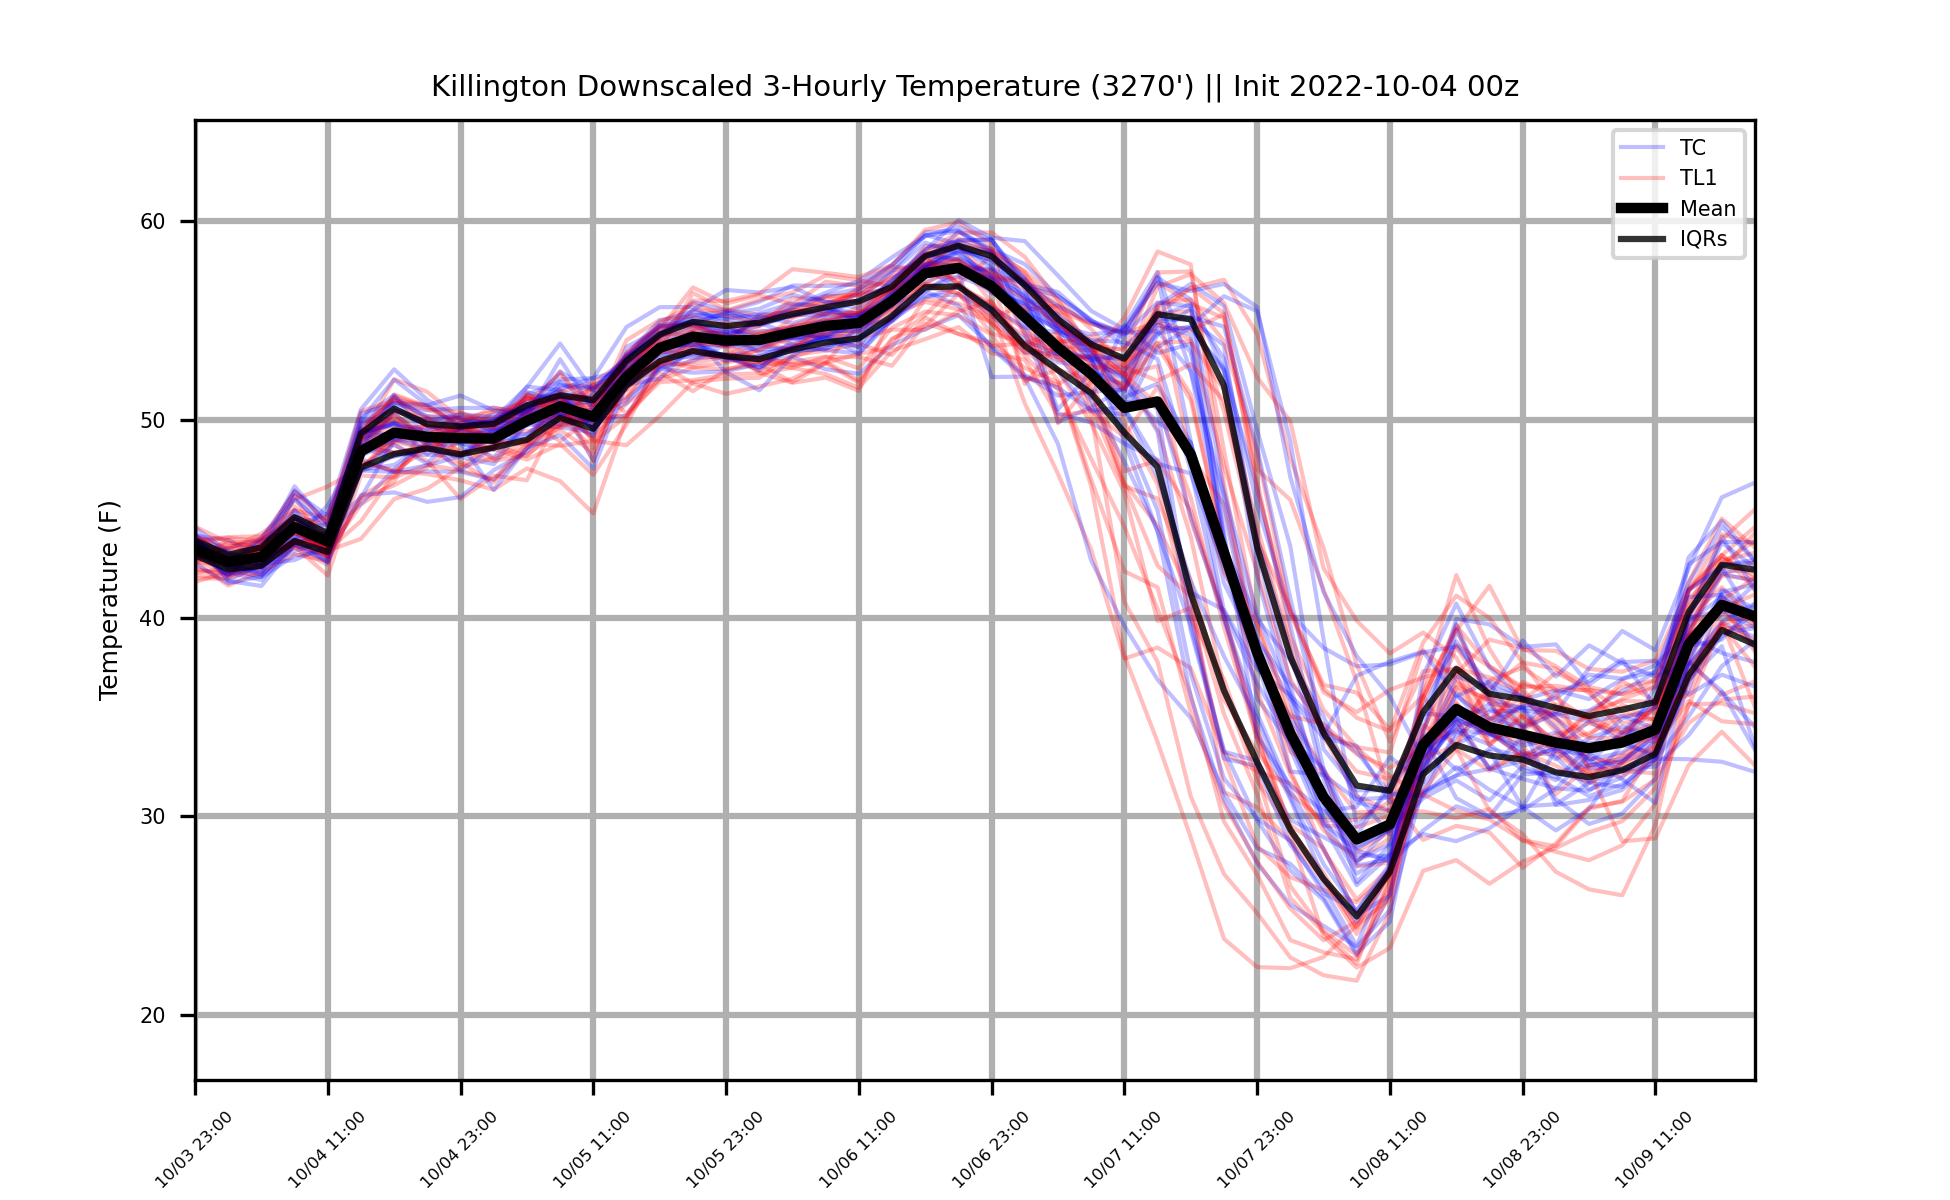 Killington Downscaled 3-Hourly Temperature (3270') || Init 2022-10-04 00z
TC
TL1
Mean
IQRs
Temperature (F)
60
50
40
30
20
10/03 23:00
10/04 11:00
10/04 23:00
10/05 11:00
10/05 23:00
10/06 11:00
10/06 23:00
10/07 11:00
10/07 23:00
10/08 11:00
10/08 23:00
10/09 11:00